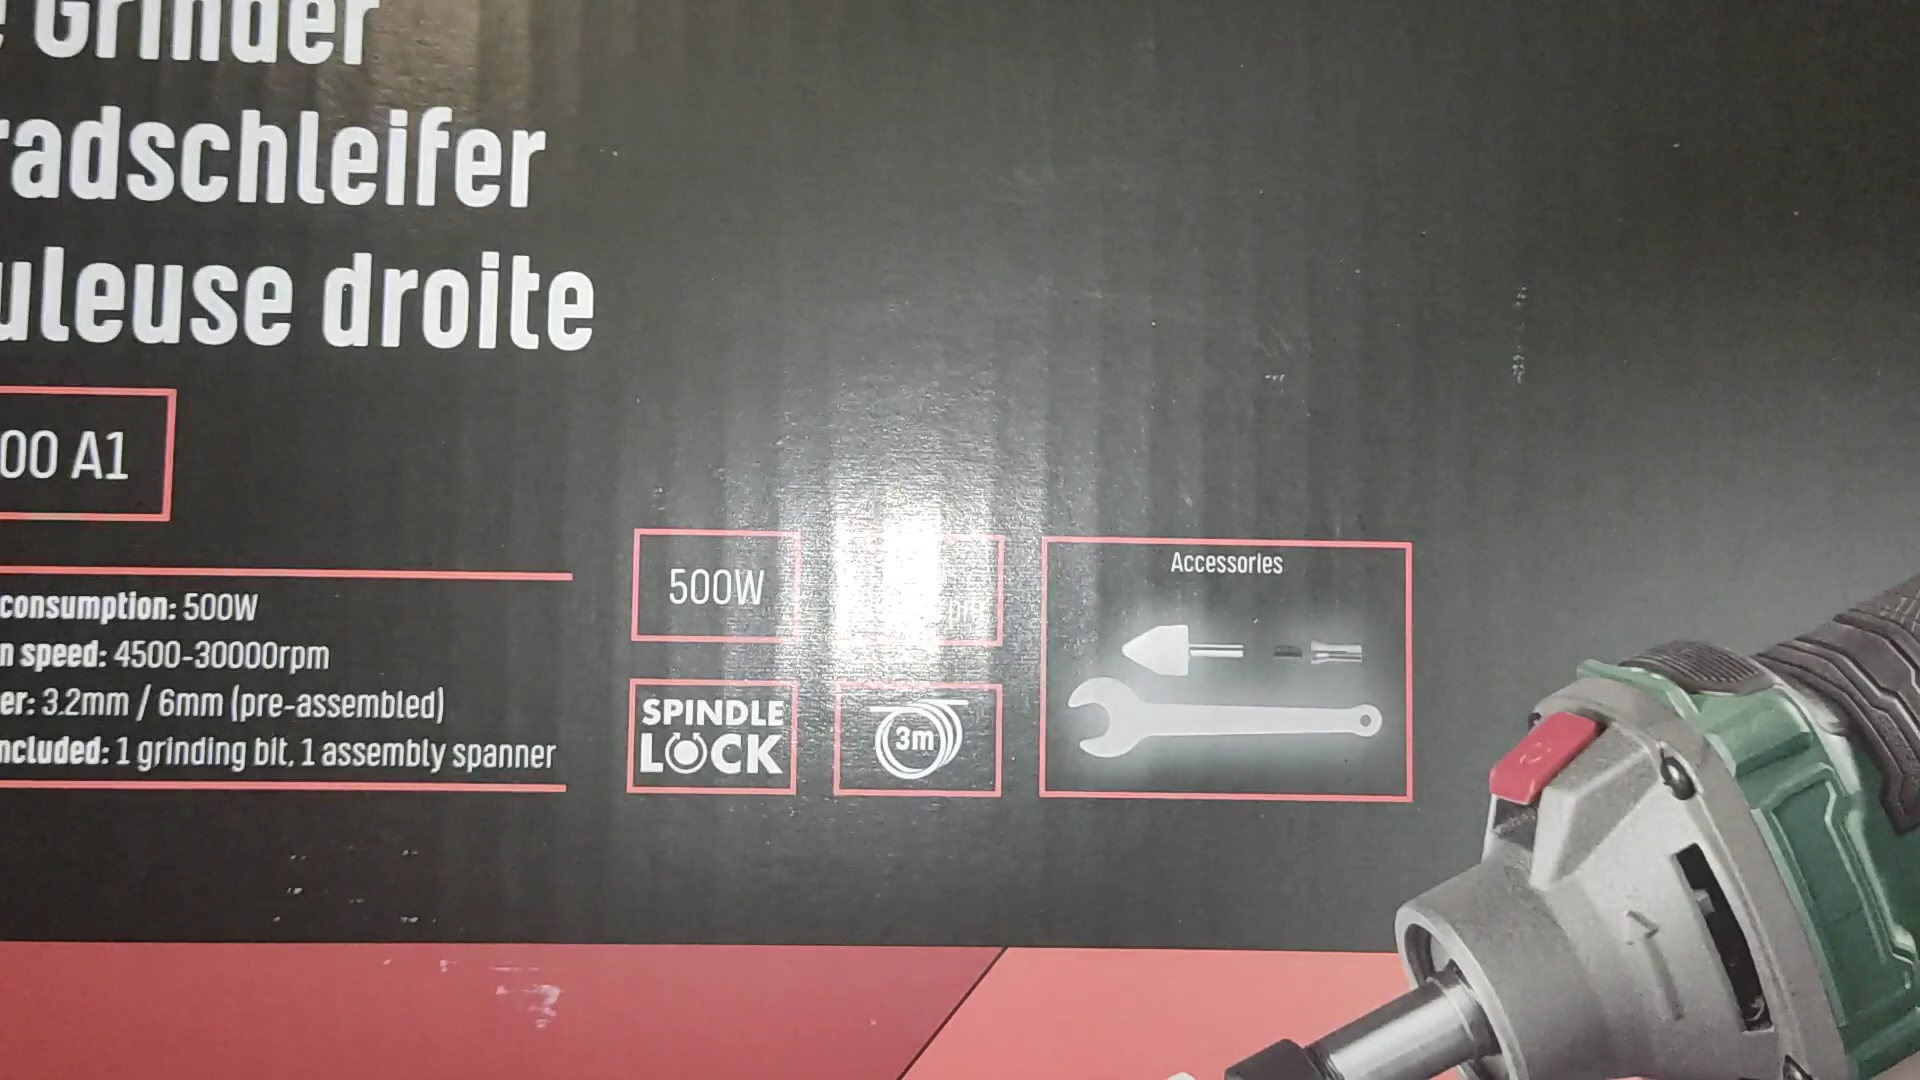 Grinder
radschleifer
uleuse droite
00 A1
consumption: 500W
n speed: 4500-30000rpm
er: 3.2mm / 6mm (pre-assembled)
ncluded: 1 grinding bit, 1 assembly spanner
500W
SPINDLE
LOCK
3m
Accessories